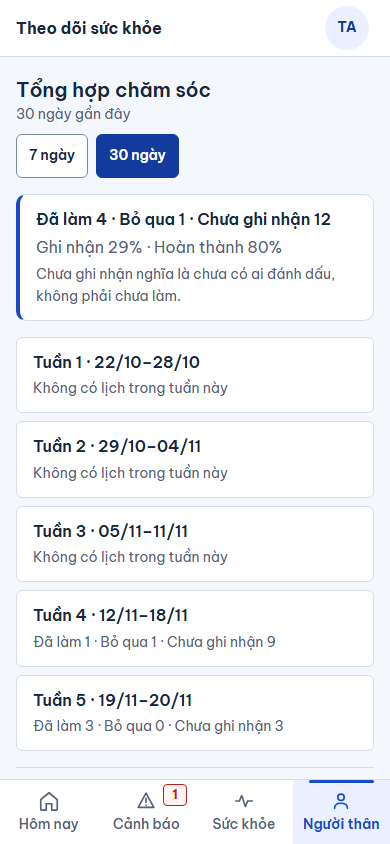 Theo dõi sức khỏe
TA
Tổng hợp chăm sóc
30 ngày gần đây
7 ngày
30 ngày
Đã làm 4 · Bỏ qua 1 · Chưa ghi nhận 12
Ghi nhận 29% · Hoàn thành 80%
Chưa ghi nhận nghĩa là chưa có ai đánh dấu,
không phải chưa làm.
Tuần 1 · 22/10–28/10
Không có lịch trong tuần này
Tuần 2 · 29/10–04/11
Không có lịch trong tuần này
Tuần 3 · 05/11–11/11
Không có lịch trong tuần này
Tuần 4 · 12/11–18/11
Đã làm 1 · Bỏ qua 1 · Chưa ghi nhận 9
Tuần 5 · 19/11–20/11
Đã làm 3 · Bỏ qua 0 · Chưa ghi nhận 3
1
Hôm nay
Cảnh báo
Sức khỏe
Người thân